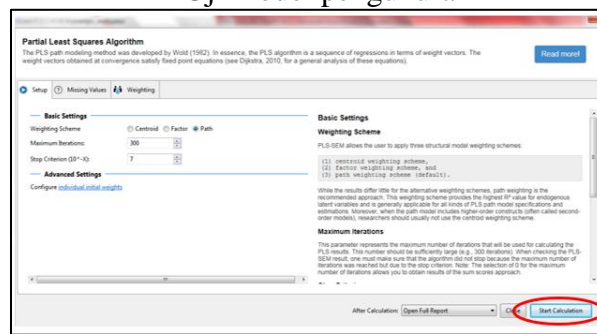 Uji Model pengukuran
Partial Least Squares Algorithm
The PLS path modeling method was developed by Wold (1982). In essence, the PLS algorithm is a sequence of regressions in terms of weight vectors. The
weight vectors obtained at convergence satisfy fixed point equations (see Dijkstra, 2010, for a general analysis of these equations).
Read more!
Setup Missing Values Weighting
Basic Settings
Weighting Scheme Centroid Factor Path
Maximum Iterations: 300
Stop Criterion (10^-X): 7
Advanced Settings
Configure individual initial weights
Basic Settings
Weighting Scheme
PLS-SEM allows the user to apply three structural model weighting schemes:
(1) centroid weighting scheme,
(2) factor weighting scheme, and
(3) path weighting scheme (default).
While the results differ little for the alternative weighting schemes, path weighting is the
recommended approach. This weighting scheme provides the highest R² value for endogenous
latent variables and is generally applicable for all kinds of PLS path model specifications and
estimations. Moreover, when the path model includes higher-order constructs (often called second-
order models), researchers should usually not use the centroid weighting scheme.
Maximum Iterations
This parameter represents the maximum number of iterations that will be used for calculating the
PLS results. This number should be sufficiently large (e.g., 300 iterations). When checking the PLS-
SEM result, one must make sure that the algorithm did not stop because the maximum number of
iterations was reached but due to the stop criterion. Note: The selection of 0 for the maximum
number of iterations allows you to obtain results of the sum scores approach.
After Calculation: Open Full Report Close Start Calculation